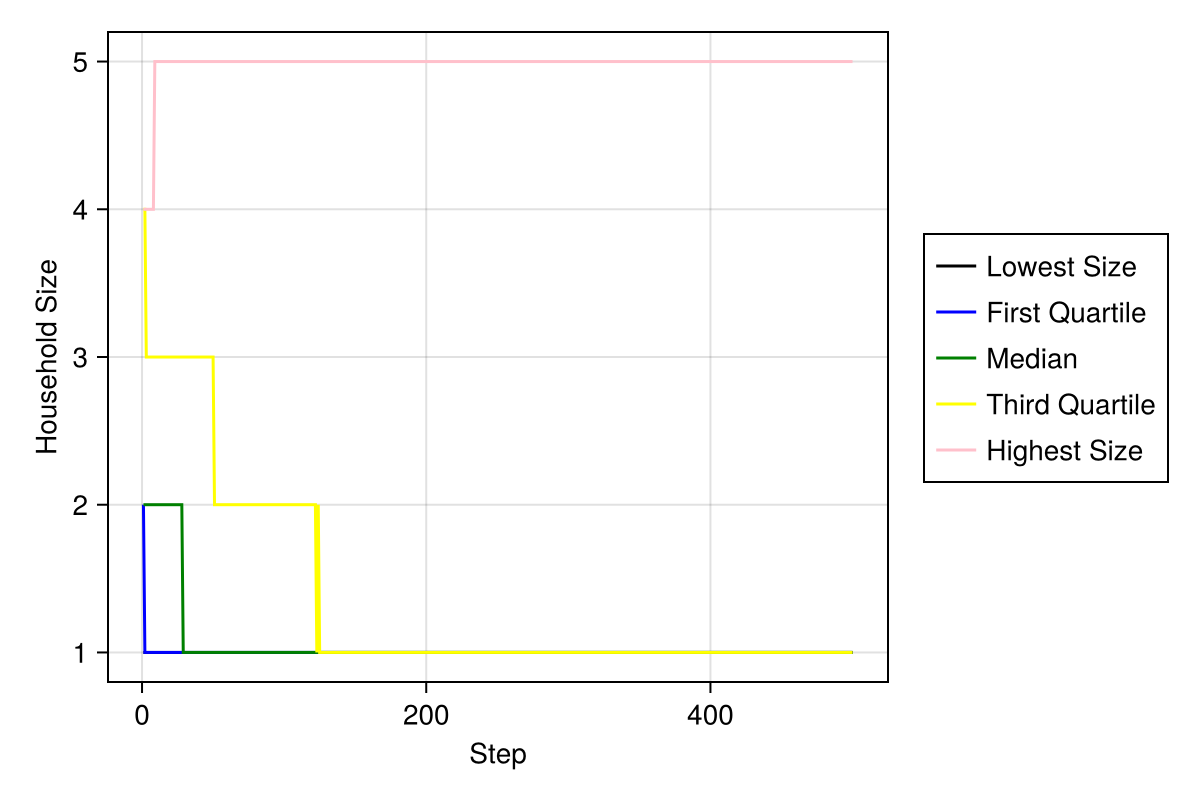 5
4
3
2
1
Household Size
0 200 400
Step
Lowest Size
First Quartile
Median
Third Quartile
Highest Size